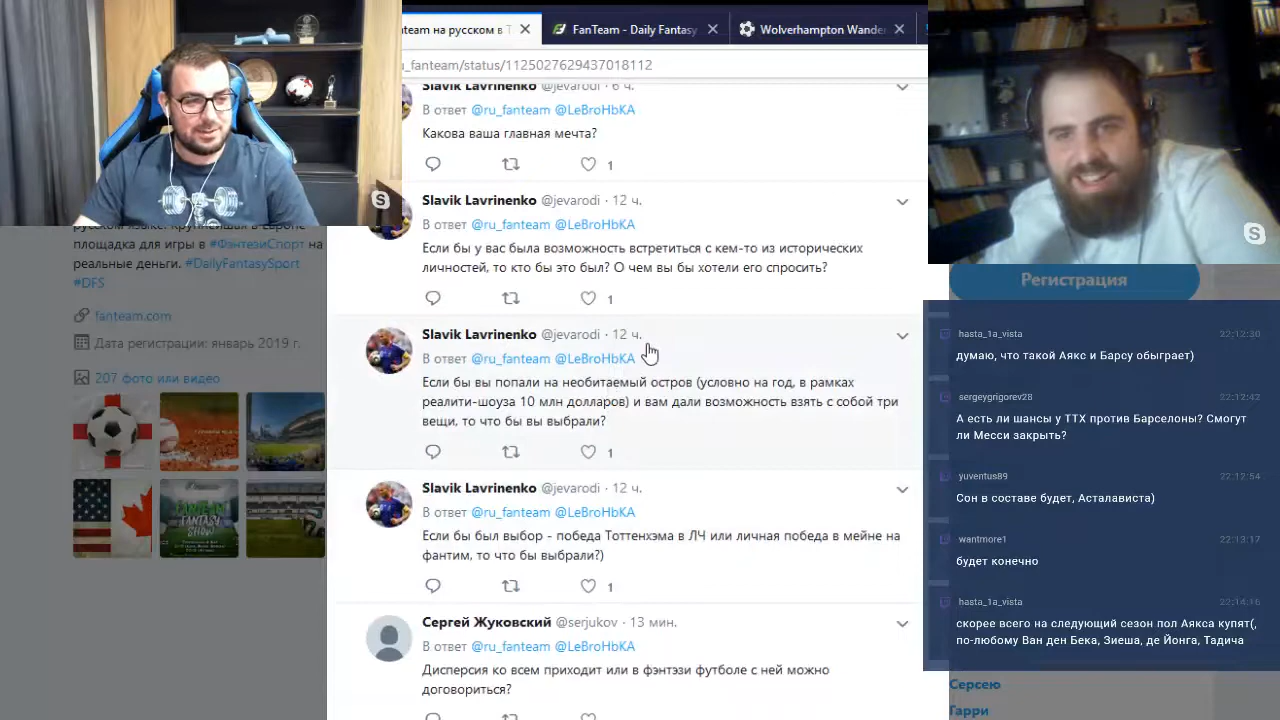 nteam на русском в Т
FanTeam - Daily Fantasy
Wolverhampton Wande
_fanteam/status/1125027629437018112
Slavik Lavrinenko @jevarodi · 6 ч.
В ответ @ru_fanteam @LeBroHbKA
Какова ваша главная мечта?
1
Slavik Lavrinenko @jevarodi · 12 ч.
В ответ @ru_fanteam @LeBroHbKA
Если бы у вас была возможность встретиться с кем-то из исторических
личностей, то кто бы это был? О чем вы бы хотели его спросить?
1
Slavik Lavrinenko @jevarodi · 12 ч.
В ответ @ru_fanteam @LeBroHbKA
Если бы вы попали на необитаемый остров (условно на год, в рамках
реалити-шоуза 10 млн долларов) и вам дали возможность взять с собой три
вещи, то что бы вы выбрали?
1
Slavik Lavrinenko @jevarodi · 12 ч.
В ответ @ru_fanteam @LeBroHbKA
Если бы был выбор - победа Тоттенхэма в ЛЧ или личная победа в мейне на
фантим, то что бы выбрали?)
1
Сергей Жуковский @serjukov · 13 мин.
В ответ @ru_fanteam @LeBroHbKA
Дисперсия ко всем приходит или в фэнтэзи футболе с ней можно
договориться?
русском языке. Крупнейшая в Европе
площадка для игры в #ФэнтезиСпорт на
реальные деньги. #DailyFantasySport
#DFS
fanteam.com
Дата регистрации: январь 2019 г.
207 фото или видео
FANTEAM
FANTASY
SHOW
Регистрация
hasta_1a_vista 22:12:30
думаю, что такой Аякс и Барсу обыграет)
sergeygrigorev28 22:12:42
А есть ли шансы у ТТХ против Барселоны? Смогут
ли Месси закрыть?
yuventus89 22:12:54
Сон в составе будет, Асталависта)
wantmore1 22:13:17
будет конечно
hasta_1a_vista 22:14:16
скорее всего на следующий сезон пол Аякса купят(,
по-любому Ван ден Бека, Зиеша, де Йонга, Тадича
Серсею
Гарри